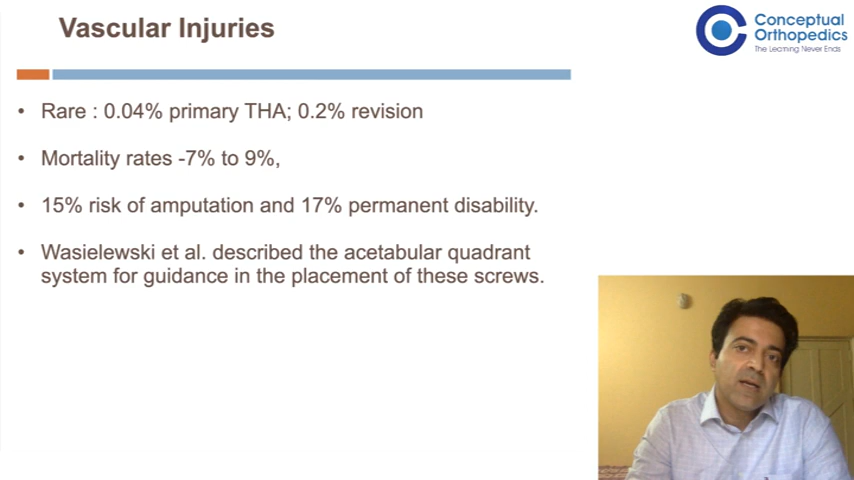 Vascular Injuries
Conceptual
Orthopedics
The Learning Never Ends
• Rare : 0.04% primary THA; 0.2% revision
• Mortality rates -7% to 9%,
• 15% risk of amputation and 17% permanent disability.
• Wasielewski et al. described the acetabular quadrant
system for guidance in the placement of these screws.